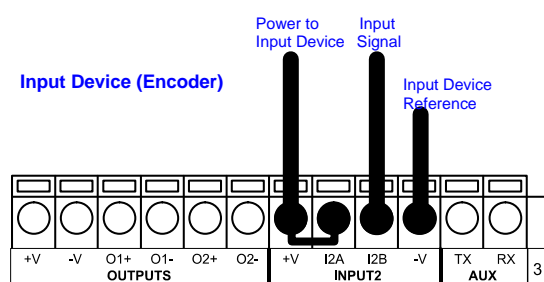 Power to
Input Device
Input
Signal
Input Device (Encoder)
Input Device
Reference
+V -V O1+ O1- O2+ O2- +V I2A I2B -V TX RX
OUTPUTS INPUT2 AUX 3